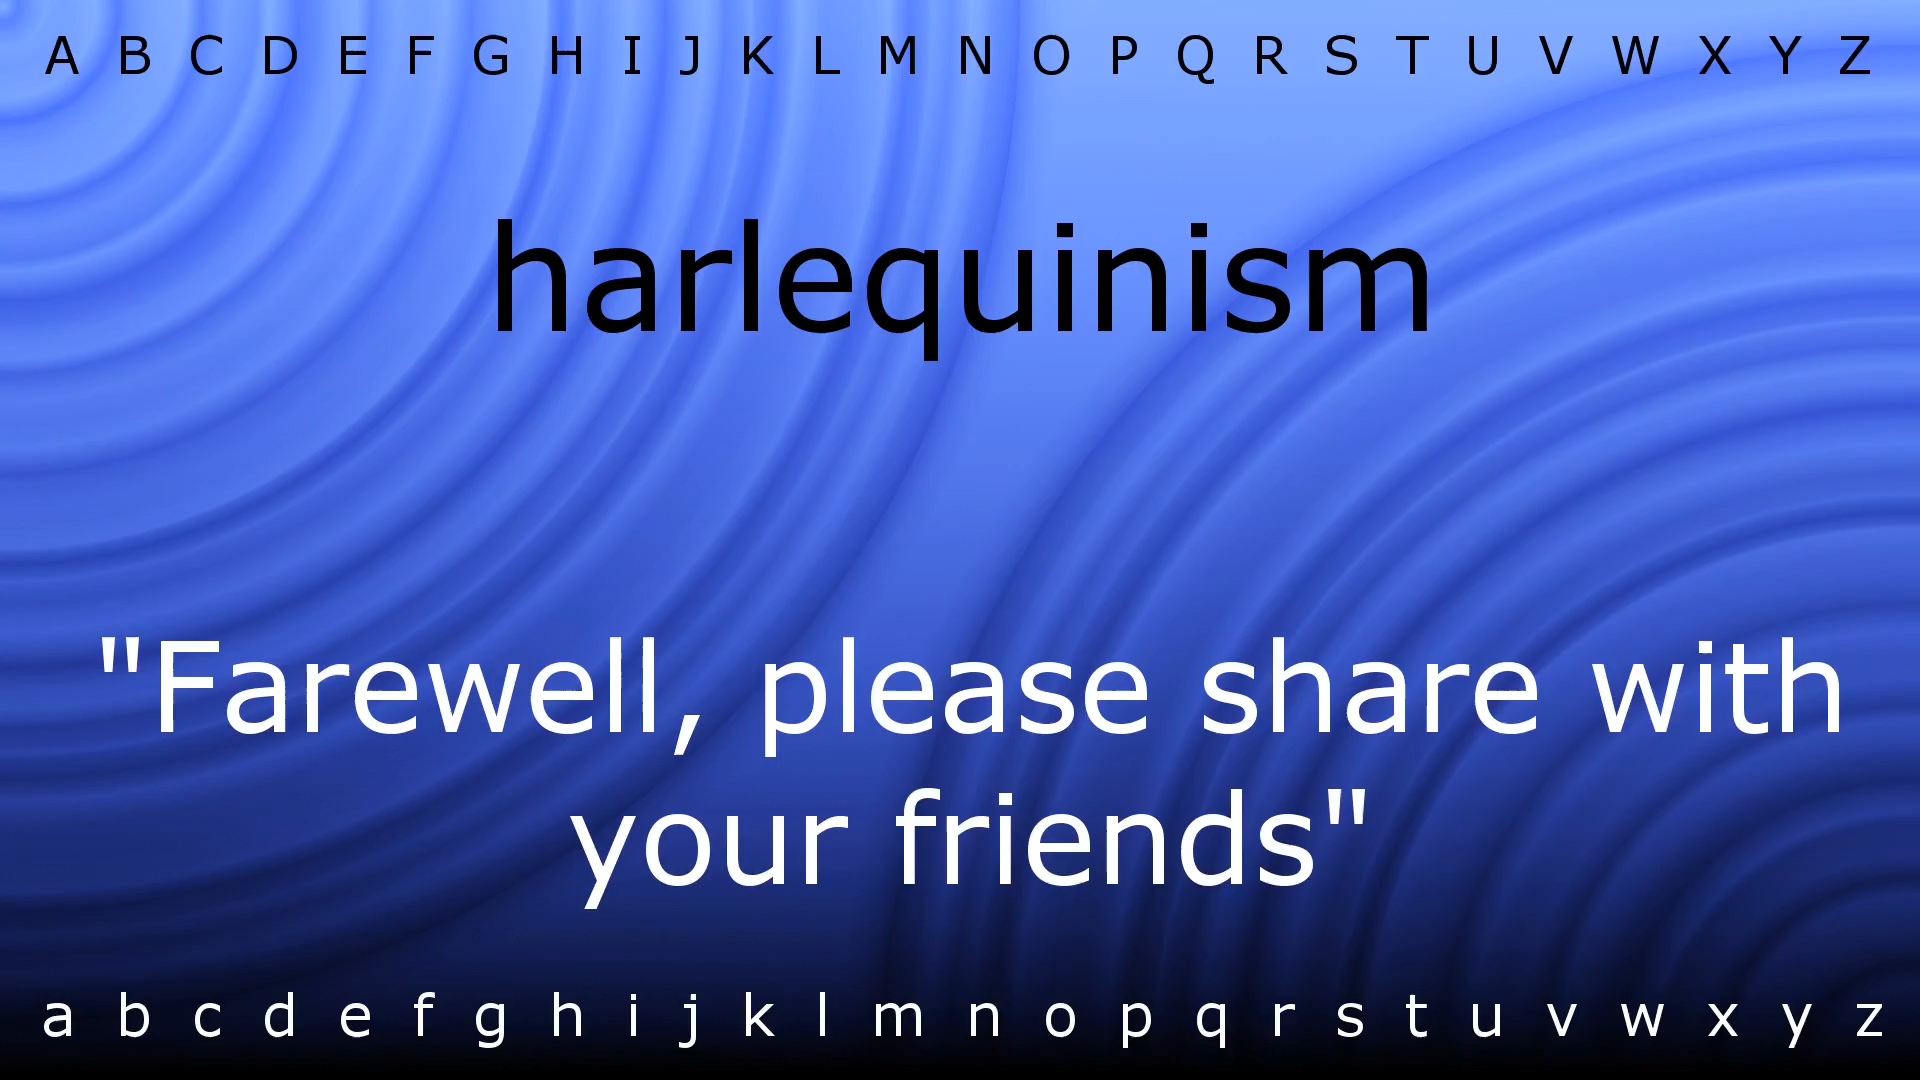 A B C D E F G H I J K L M N O P Q R S T U V W X Y Z
harlequinism
"Farewell, please share with
your friends"
a b c d e f g h i j k l m n o p q r s t u v w x y z